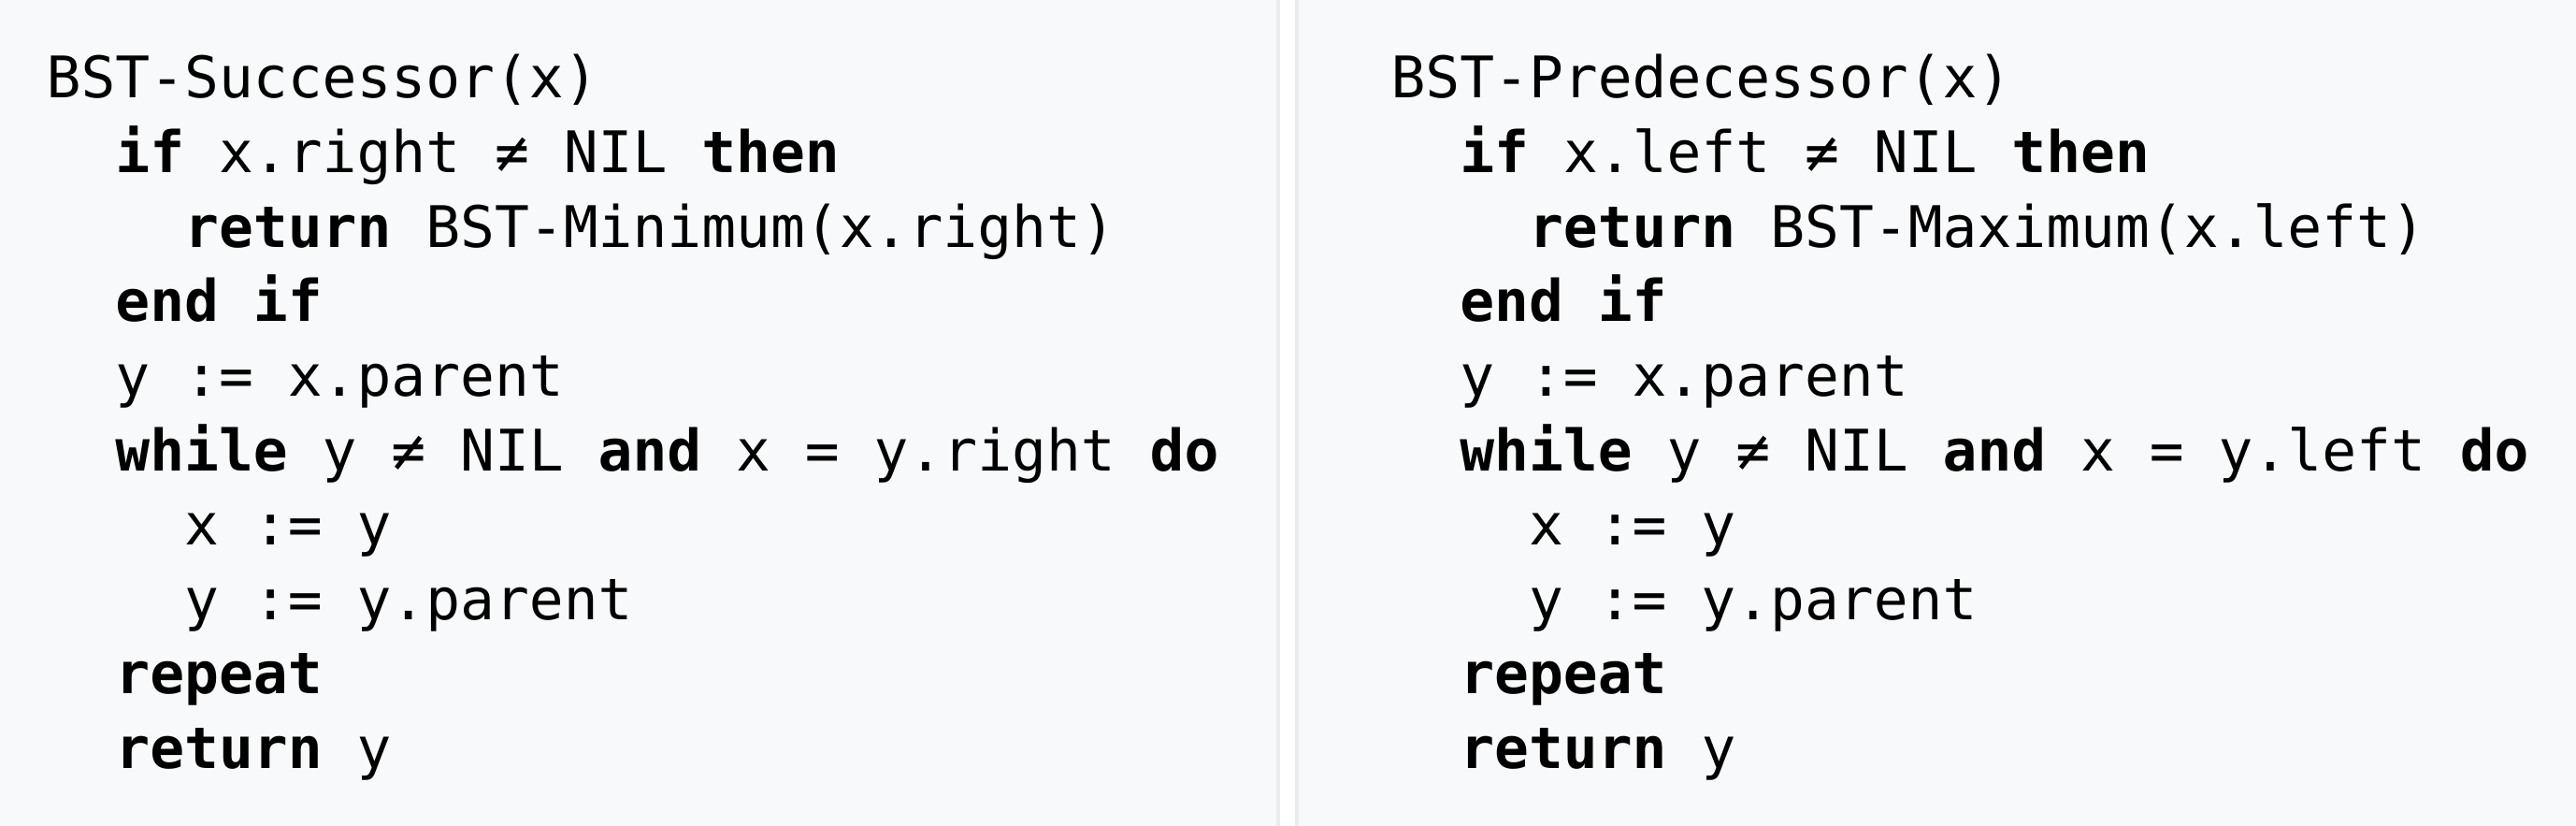 BST-Successor(x)
  if x.right ≠ NIL then
    return BST-Minimum(x.right)
  end if
  y := x.parent
  while y ≠ NIL and x = y.right do
    x := y
    y := y.parent
  repeat
  return y
BST-Predecessor(x)
  if x.left ≠ NIL then
    return BST-Maximum(x.left)
  end if
  y := x.parent
  while y ≠ NIL and x = y.left do
    x := y
    y := y.parent
  repeat
  return y